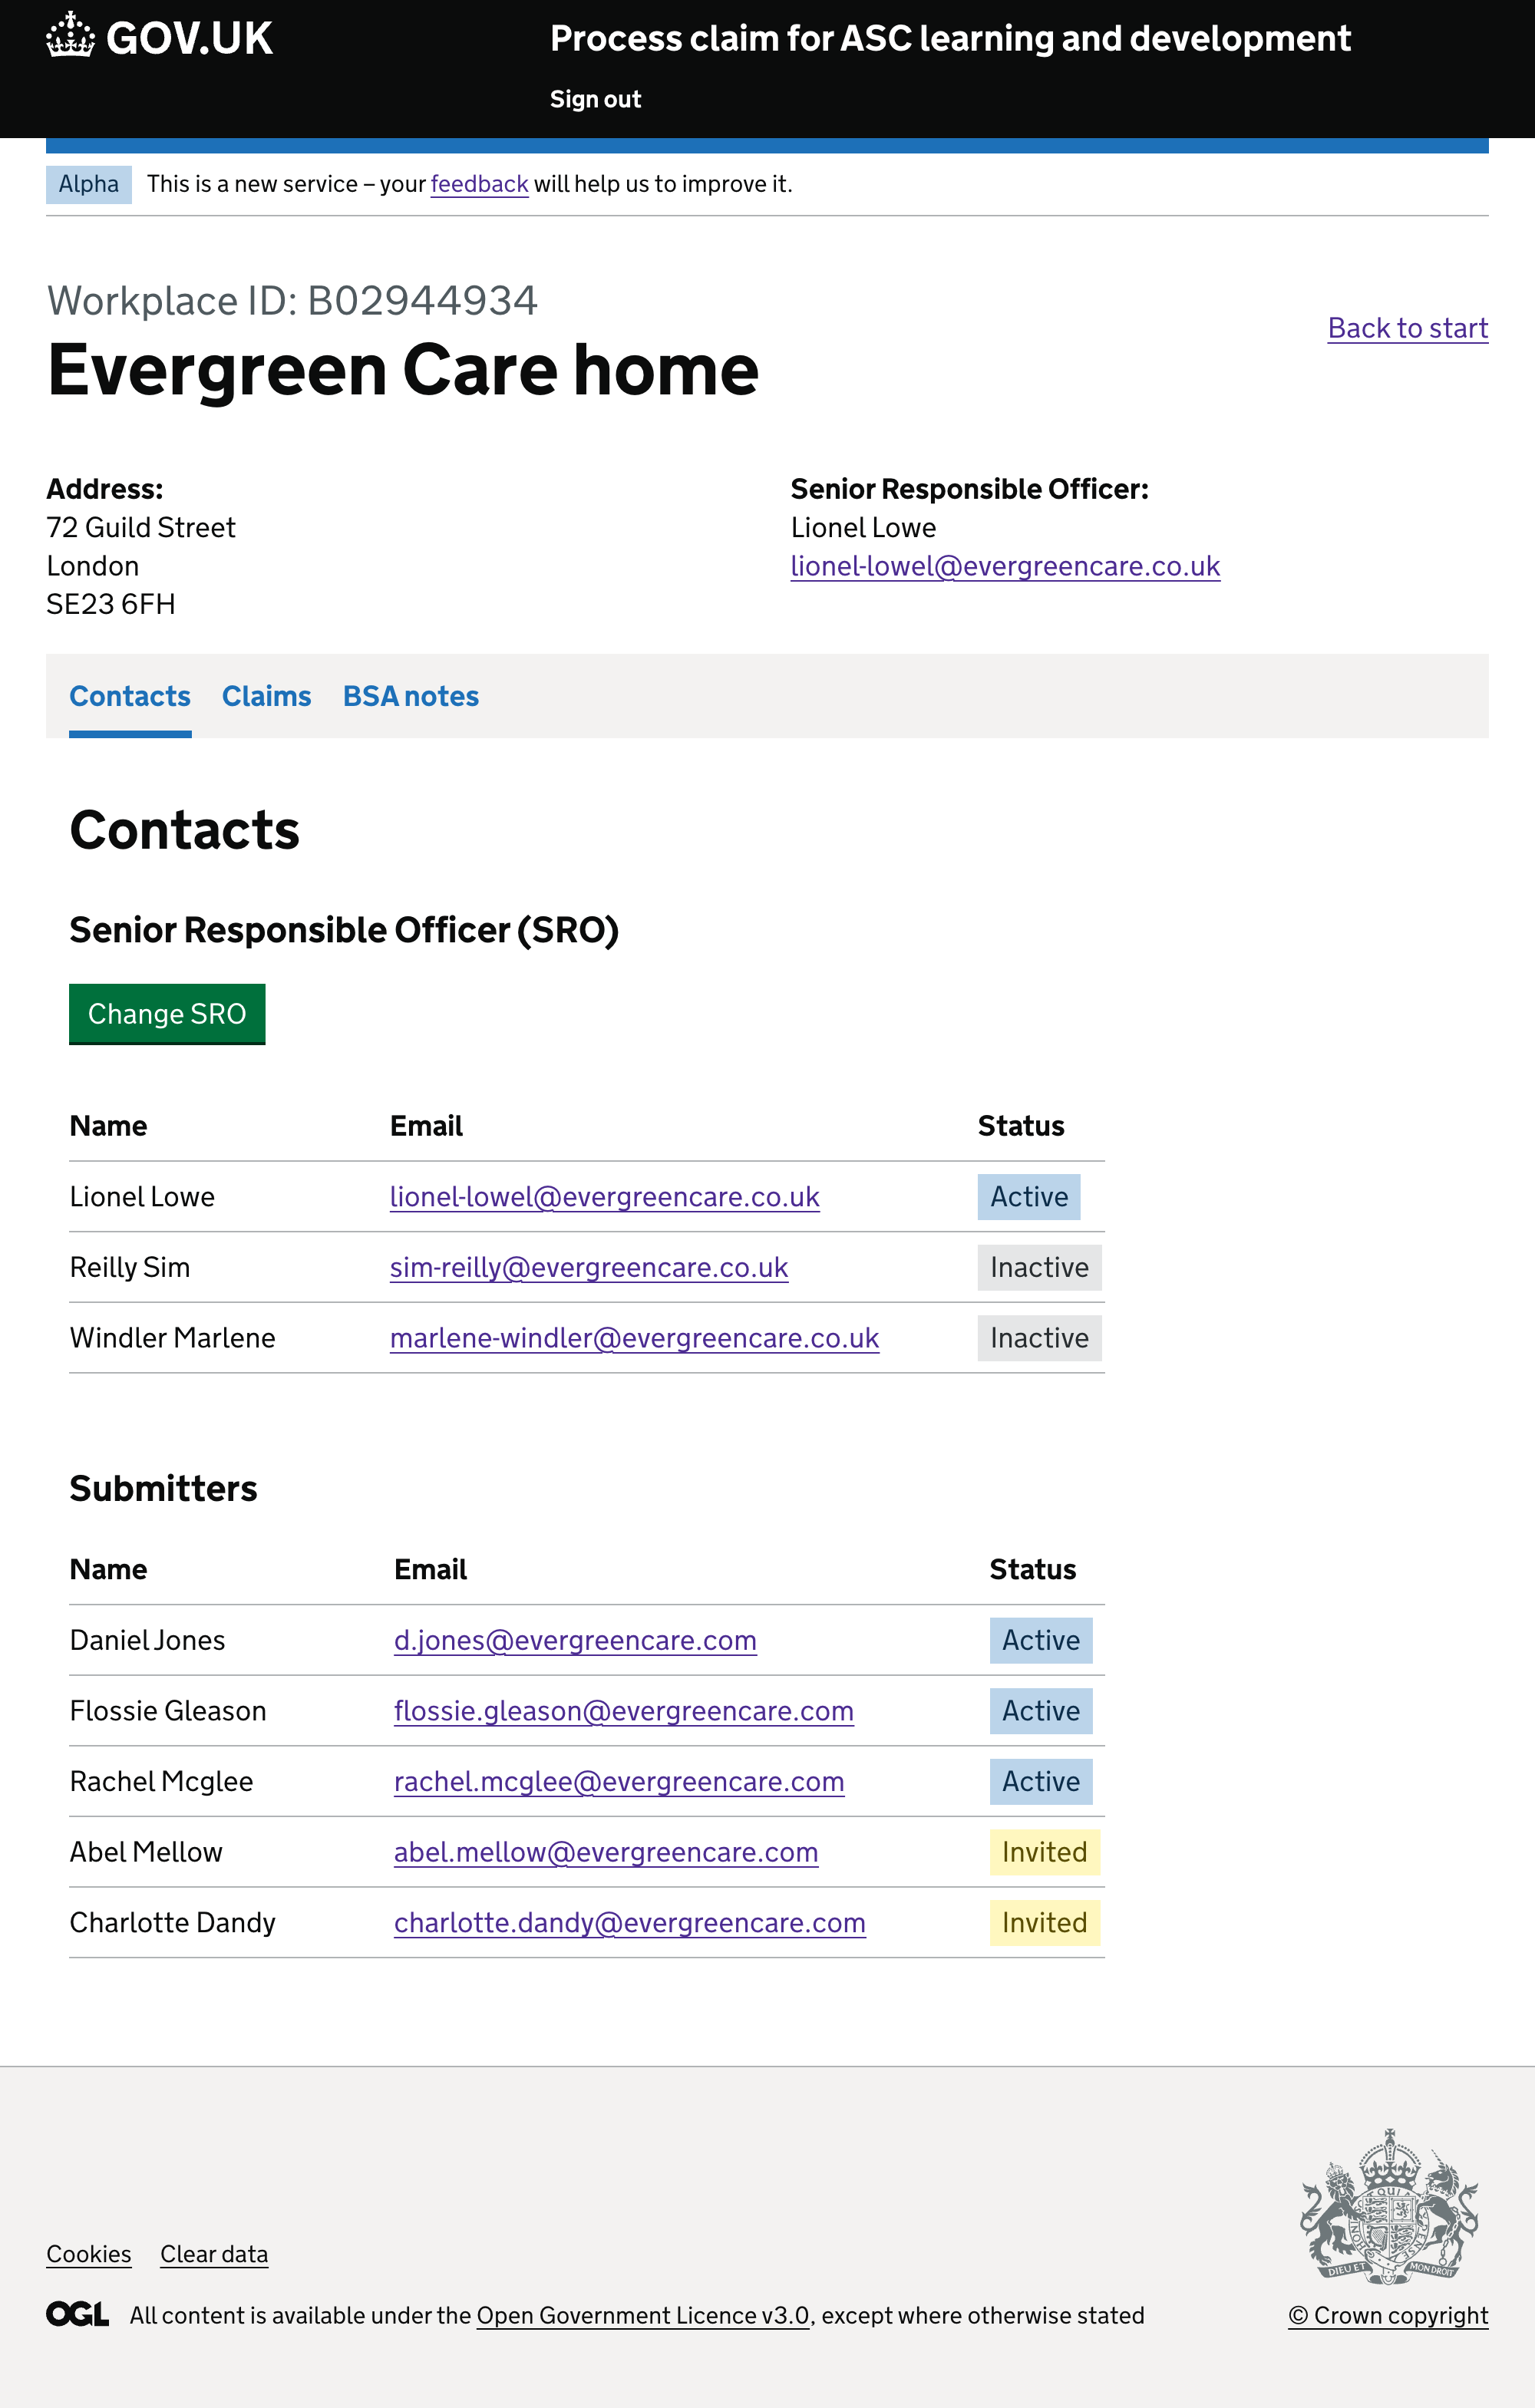 GOV.UK
Process claim for ASC learning and development
Sign out
Alpha This is a new service – your feedback will help us to improve it.
Workplace ID: B02944934
Back to start
Evergreen Care home
Address:
72 Guild Street
London
SE23 6FH
Senior Responsible Officer:
Lionel Lowe
lionel-lowel@evergreencare.co.uk
Contacts Claims BSA notes
Contacts
Senior Responsible Officer (SRO)
Change SRO
Name Email Status
Lionel Lowe lionel-lowel@evergreencare.co.uk Active
Reilly Sim sim-reilly@evergreencare.co.uk Inactive
Windler Marlene marlene-windler@evergreencare.co.uk Inactive
Submitters
Name Email Status
Daniel Jones d.jones@evergreencare.com Active
Flossie Gleason flossie.gleason@evergreencare.com Active
Rachel Mcglee rachel.mcglee@evergreencare.com Active
Abel Mellow abel.mellow@evergreencare.com Invited
Charlotte Dandy charlotte.dandy@evergreencare.com Invited
DIEU ET MON DROIT
Cookies Clear data
OGL All content is available under the Open Government Licence v3.0, except where otherwise stated
© Crown copyright